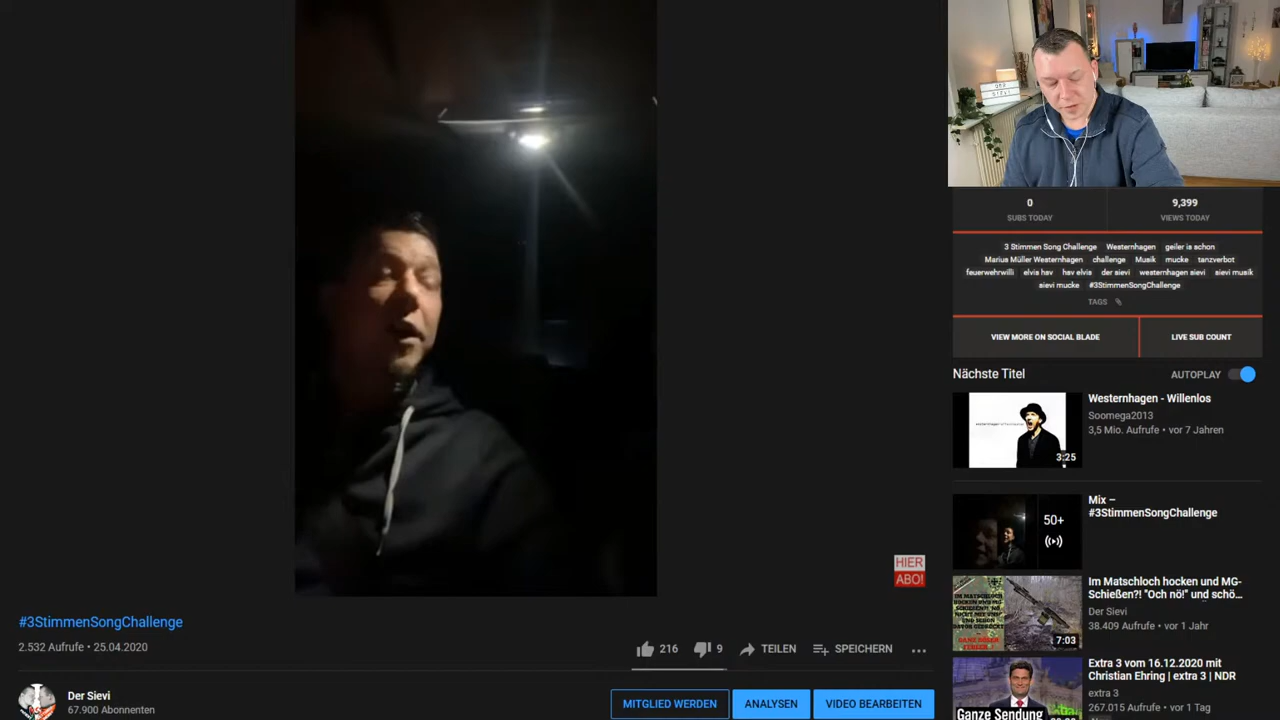 DER
SIEVI
0
9,399
SUBS TODAY
VIEWS TODAY
3 Stimmen Song Challenge Westernhagen geiler is schon
Marius Müller Westernhagen challenge Musik mucke tanzverbot
feuerwehrwilli elvis hsv hsv elvis der sievi westernhagen sievi sievi musik
sievi mucke #3StimmenSongChallenge
TAGS
VIEW MORE ON SOCIAL BLADE
LIVE SUB COUNT
Nächste Titel
AUTOPLAY
Westernhagen - Willenlos
Soomega2013
3,5 Mio. Aufrufe • vor 7 Jahren
3:25
Mix –
#3StimmenSongChallenge
50+
Im Matschloch hocken und MG-
Schießen?! "Och nö!" und schö...
Der Sievi
38.409 Aufrufe • vor 1 Jahr
7:03
Extra 3 vom 16.12.2020 mit
Christian Ehring | extra 3 | NDR
extra 3
267.015 Aufrufe • vor 1 Tag
Ganze Sendung
HIER
ABO!
#3StimmenSongChallenge
2.532 Aufrufe • 25.04.2020
216
9
TEILEN
SPEICHERN
Der Sievi
67.900 Abonnenten
MITGLIED WERDEN
ANALYSEN
VIDEO BEARBEITEN